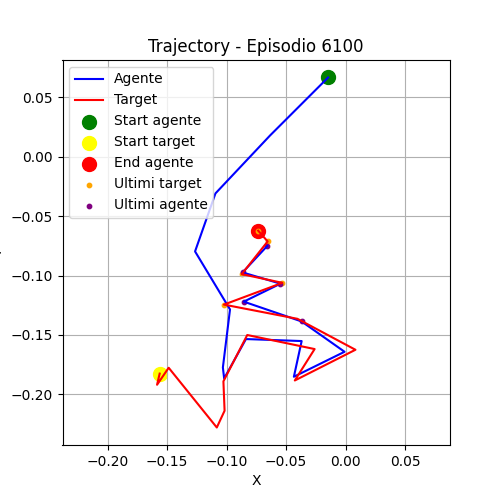 Trajectory - Episodio 6100
Agente
Target
Start agente
Start target
End agente
Ultimi target
Ultimi agente
0.05
0.00
−0.05
−0.10
−0.15
−0.20
−0.20
−0.15
−0.10
−0.05
0.00
0.05
X